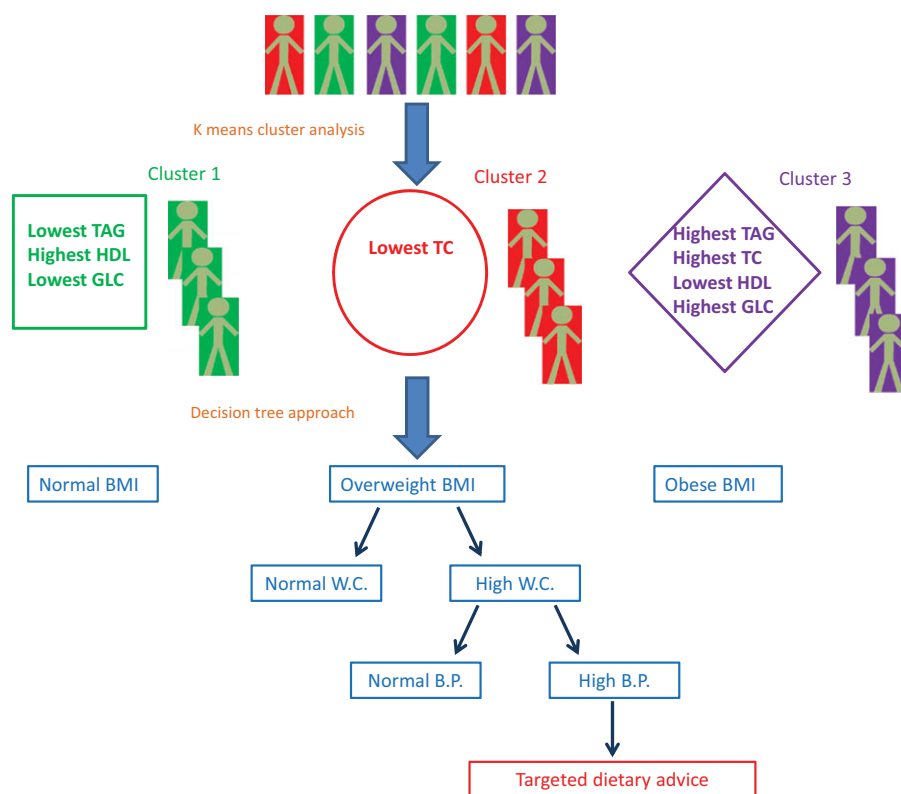 K means cluster analysis
Cluster 1
Cluster 2
Cluster 3
Lowest TAG
Highest HDL
Lowest GLC
Lowest TC
Highest TAG
Highest TC
Lowest HDL
Highest GLC
Decision tree approach
Normal BMI
Overweight BMI
Obese BMI
Normal W.C.
High W.C.
Normal B.P.
High B.P.
Targeted dietary advice